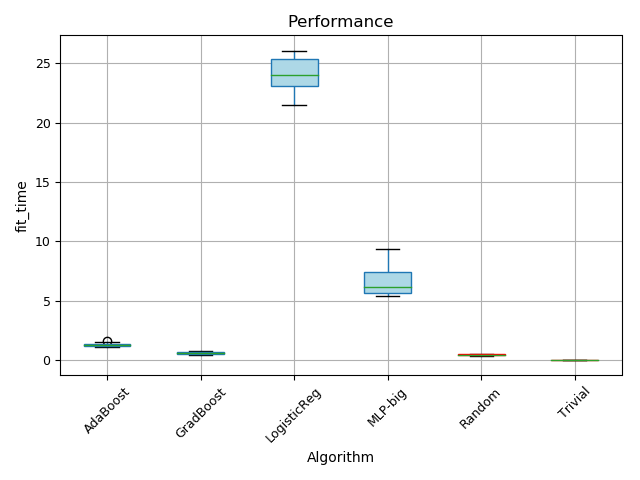 Performance
fit_time
25
20
15
10
5
0
AdaBoost
GradBoost
LogisticReg
MLP-big
Random
Trivial
Algorithm